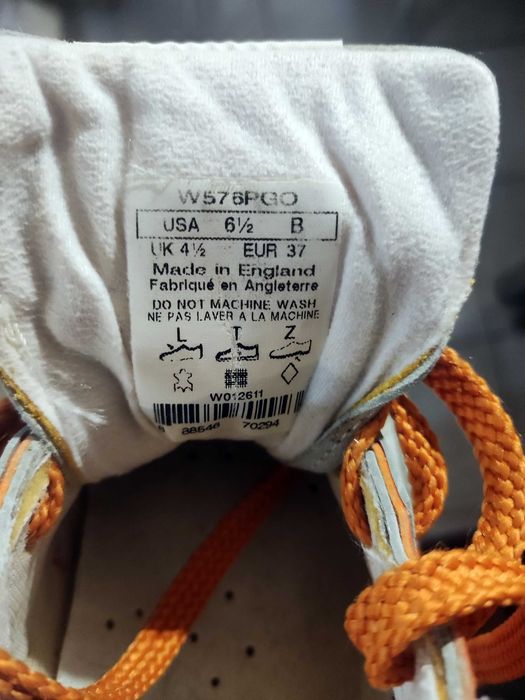 W576PGO
USA 6½ B
UK 4½ EUR 37
Made in England
Fabriqué en Angleterre
DO NOT MACHINE WASH
NE PAS LAVER A LA MACHINE
L T Z
W012611
88546 70294